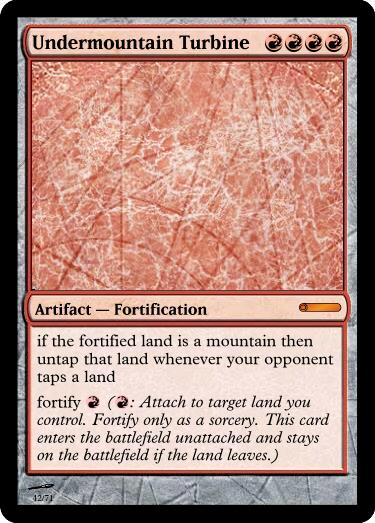 Undermountain Turbine
Artifact — Fortification
if the fortified land is a mountain then
untap that land whenever your opponent
taps a land
fortify (: Attach to target land you
control. Fortify only as a sorcery. This card
enters the battlefield unattached and stays
on the battlefield if the land leaves.)
42/71